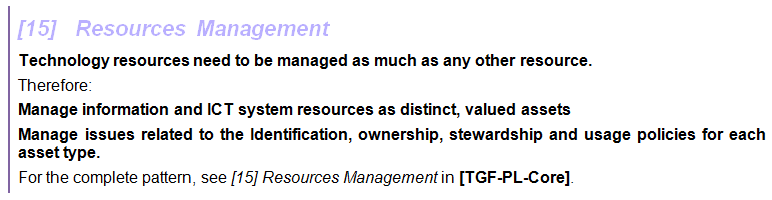 [15] Resources Management
Technology resources need to be managed as much as any other resource.
Therefore:
Manage information and ICT system resources as distinct, valued assets
Manage issues related to the Identification, ownership, stewardship and usage policies for each
asset type.
For the complete pattern, see [15] Resources Management in [TGF-PL-Core].